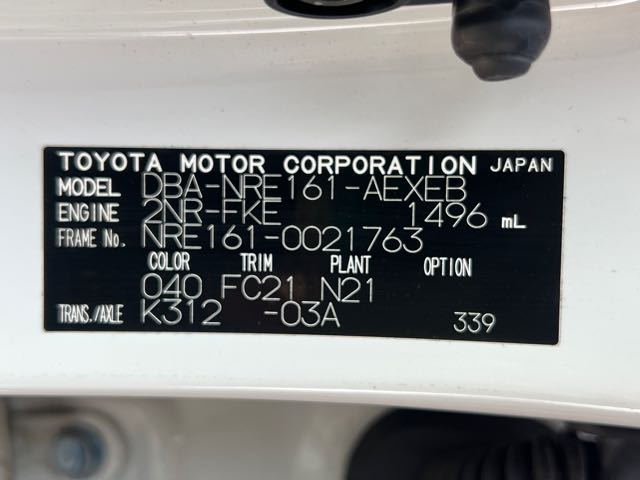 TOYOTA MOTOR CORPORATION JAPAN
MODEL DBA-NRE161-AEXEB
ENGINE 2NR-FKE 1496 mL
FRAME No. NRE161-0021763
COLOR TRIM PLANT OPTION
040 FC21 N21
TRANS./AXLE K312 -03A 339